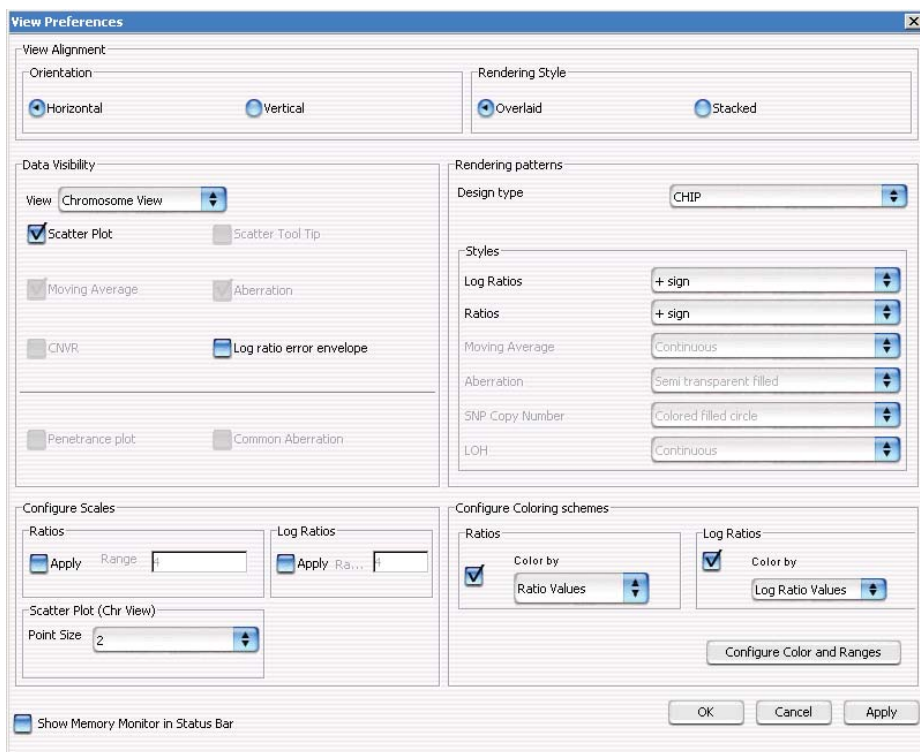 View Preferences
View Alignment
Orientation
Horizontal
Vertical
Rendering Style
Overlaid
Stacked
Data Visibility
View
Chromosome View
Scatter Plot
Scatter Tool Tip
Moving Average
Aberration
CNVR
Log ratio error envelope
Penetrance plot
Common Aberration
Rendering patterns
Design type
CHIP
Styles
Log Ratios
+ sign
Ratios
+ sign
Moving Average
Continuous
Aberration
Semi transparent filled
SNP Copy Number
Colored filled circle
LOH
Continuous
Configure Scales
Ratios
Apply
Range
4
Log Ratios
Apply
Ra...
4
Scatter Plot (Chr View)
Point Size
2
Configure Coloring schemes
Ratios
Color by
Ratio Values
Log Ratios
Color by
Log Ratio Values
Configure Color and Ranges
Show Memory Monitor in Status Bar
OK
Cancel
Apply